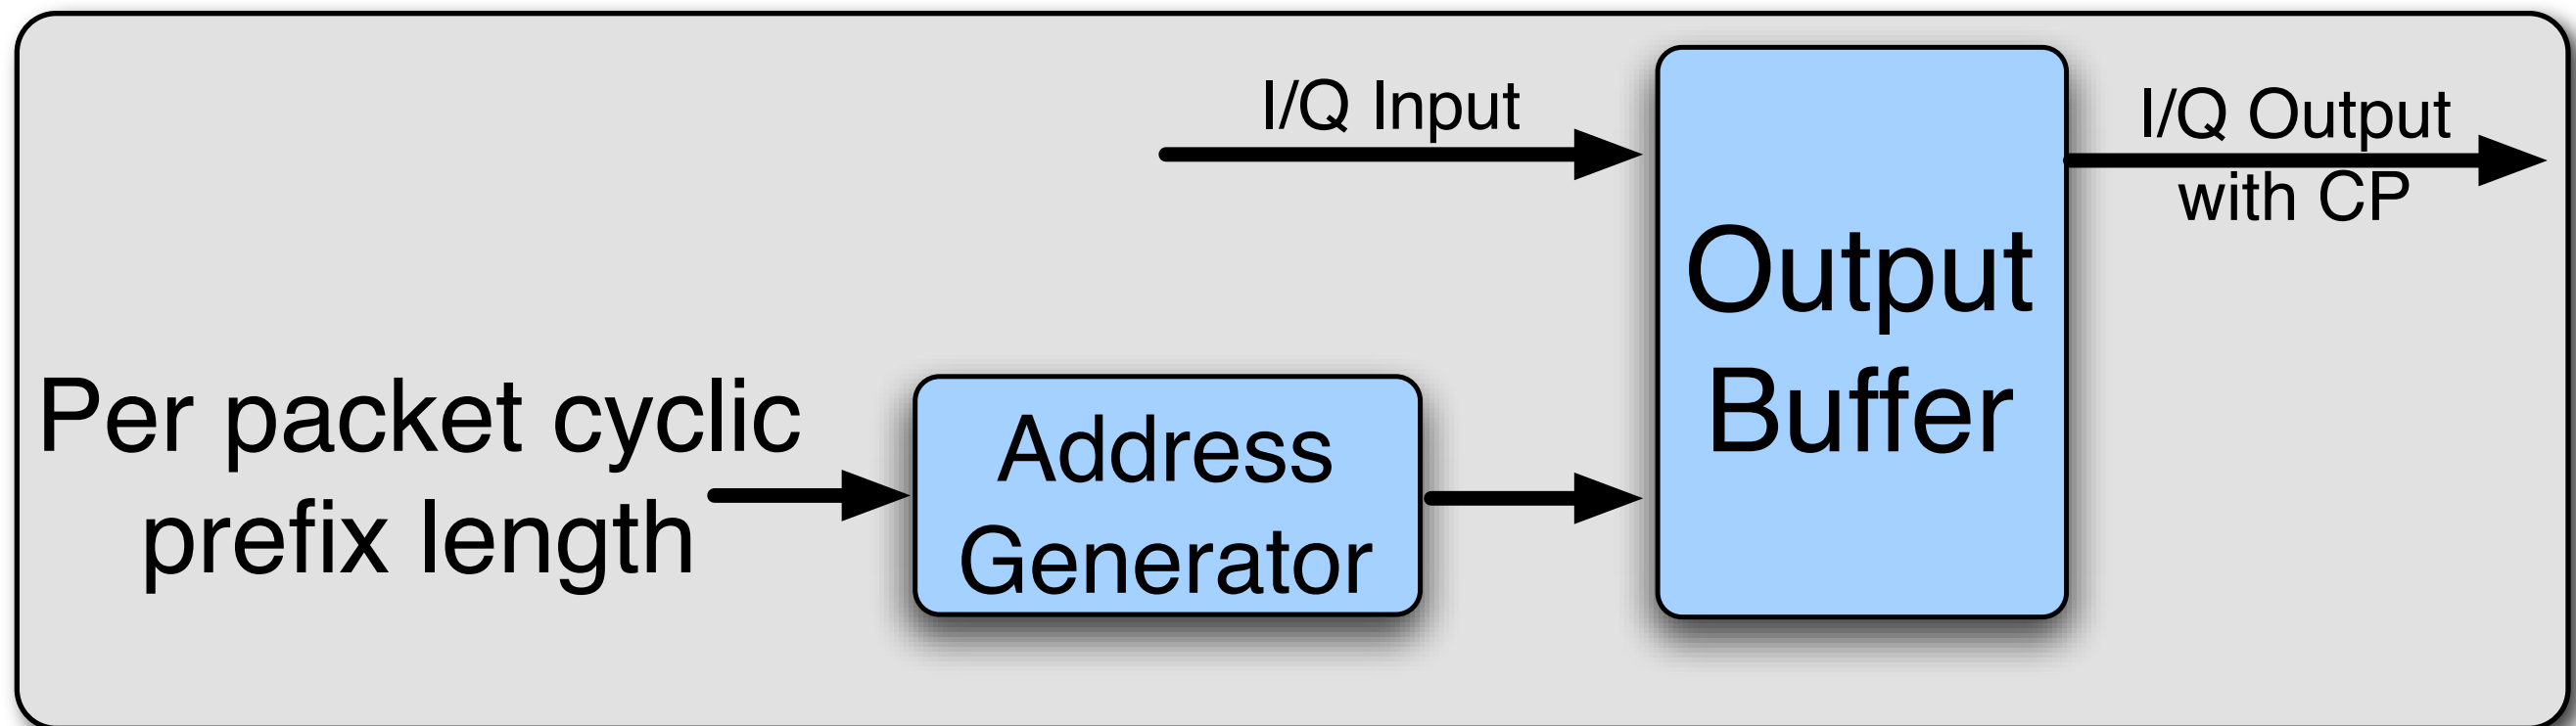 I/Q Input
I/Q Output
with CP
Output
Buffer
Per packet cyclic
prefix length
Address
Generator